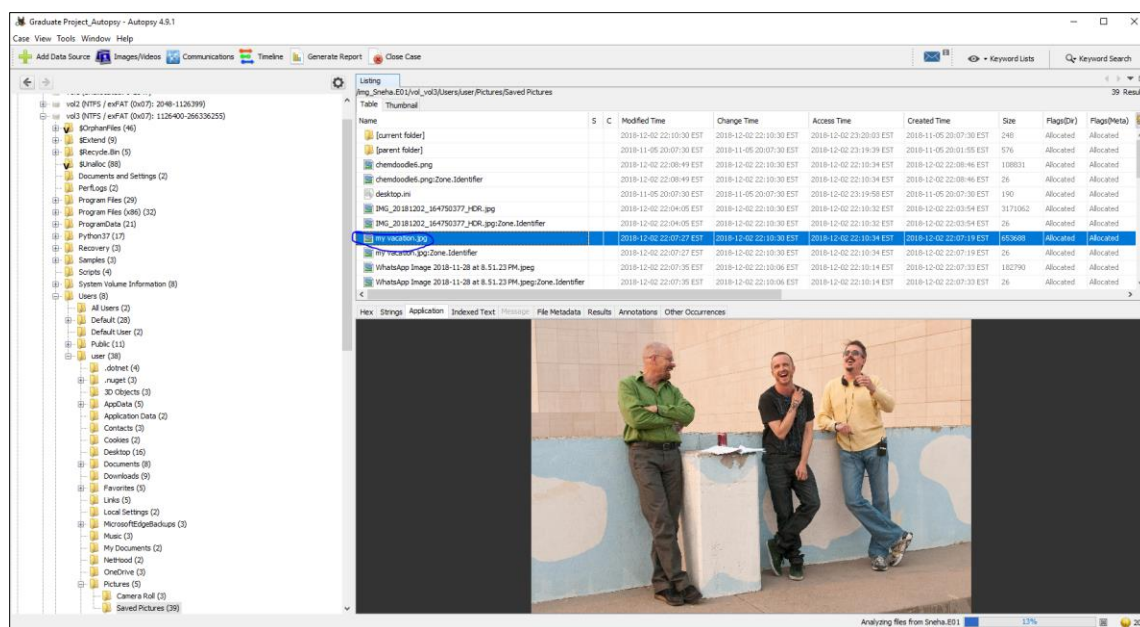 Graduate Project_Autopsy - Autopsy 4.9.1
Case View Tools Window Help
Add Data Source Images/Videos Communications Timeline Generate Report Close Case Keyword Lists Keyword Search
Listing
/img_Sneha.E01/vol_vol3/Users/user/Pictures/Saved Pictures
39
Table Thumbnail
Name S C Modified Time Change Time Access Time Created Time Size Flags(Dir) Flags(Meta)
[current folder] 2018-12-02 22:10:30 EST 2018-12-02 22:10:30 EST 2018-12-02 23:20:03 EST 2018-11-05 20:07:30 EST 248 Allocated Allocated
[parent folder] 2018-11-05 20:07:30 EST 2018-11-05 20:07:30 EST 2018-12-02 23:19:39 EST 2018-11-05 20:01:55 EST 576 Allocated Allocated
chemdoodle6.png 2018-12-02 22:08:49 EST 2018-12-02 22:10:30 EST 2018-12-02 22:10:34 EST 2018-12-02 22:08:46 EST 108831 Allocated Allocated
chemdoodle6.png:Zone.Identifier 2018-12-02 22:08:49 EST 2018-12-02 22:10:30 EST 2018-12-02 22:10:34 EST 2018-12-02 22:08:46 EST 26 Allocated Allocated
desktop.ini 2018-11-05 20:07:30 EST 2018-11-05 20:07:30 EST 2018-12-02 23:19:58 EST 2018-11-05 20:07:30 EST 190 Allocated Allocated
IMG_20181202_164750377_HDR.jpg 2018-12-02 22:04:05 EST 2018-12-02 22:10:30 EST 2018-12-02 22:10:32 EST 2018-12-02 22:03:54 EST 3171062 Allocated Allocated
IMG_20181202_164750377_HDR.jpg:Zone.Identifier 2018-12-02 22:04:05 EST 2018-12-02 22:10:30 EST 2018-12-02 22:10:32 EST 2018-12-02 22:03:54 EST 26 Allocated Allocated
my vacation.jpg 2018-12-02 22:07:27 EST 2018-12-02 22:10:30 EST 2018-12-02 22:10:34 EST 2018-12-02 22:07:19 EST 653688 Allocated Allocated
my vacation.jpg:Zone.Identifier 2018-12-02 22:07:27 EST 2018-12-02 22:10:30 EST 2018-12-02 22:10:34 EST 2018-12-02 22:07:19 EST 26 Allocated Allocated
WhatsApp Image 2018-11-28 at 8.51.23 PM.jpeg 2018-12-02 22:07:35 EST 2018-12-02 22:10:06 EST 2018-12-02 22:10:14 EST 2018-12-02 22:07:33 EST 182790 Allocated Allocated
WhatsApp Image 2018-11-28 at 8.51.23 PM.jpeg:Zone.Identifier 2018-12-02 22:07:35 EST 2018-12-02 22:10:06 EST 2018-12-02 22:10:14 EST 2018-12-02 22:07:33 EST 26 Allocated Allocated
Hex Strings Application Indexed Text Message File Metadata Results Annotations Other Occurrences
vol2 (NTFS / exFAT (0x07): 2048-1126399)
vol3 (NTFS / exFAT (0x07): 1126400-266336255)
$OrphanFiles (46)
$Extend (9)
$Recycle.Bin (5)
$Unalloc (88)
Documents and Settings (2)
PerfLogs (2)
Program Files (29)
Program Files (x86) (32)
ProgramData (21)
Python37 (17)
Recovery (3)
Samples (3)
Scripts (4)
System Volume Information (8)
Users (8)
All Users (2)
Default (28)
Default User (2)
Public (11)
user (38)
.dotnet (4)
.nuget (3)
3D Objects (3)
AppData (5)
Application Data (2)
Contacts (3)
Cookies (2)
Desktop (16)
Documents (8)
Downloads (9)
Favorites (5)
Links (5)
Local Settings (2)
MicrosoftEdgeBackups (3)
Music (3)
My Documents (2)
NetHood (2)
OneDrive (3)
Pictures (5)
Camera Roll (3)
Saved Pictures (39)
Analyzing files from Sneha.E01 13%